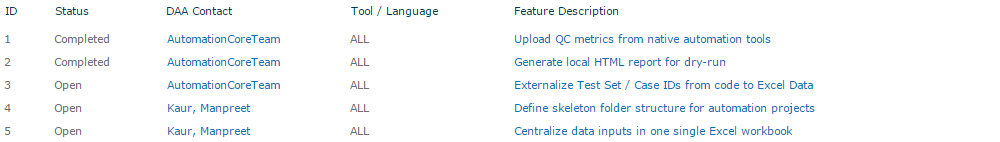 ID Status DAA Contact Tool / Language Feature Description
1 Completed AutomationCoreTeam ALL Upload QC metrics from native automation tools
2 Completed AutomationCoreTeam ALL Generate local HTML report for dry-run
3 Open AutomationCoreTeam ALL Externalize Test Set / Case IDs from code to Excel Data
4 Open Kaur, Manpreet ALL Define skeleton folder structure for automation projects
5 Open Kaur, Manpreet ALL Centralize data inputs in one single Excel workbook